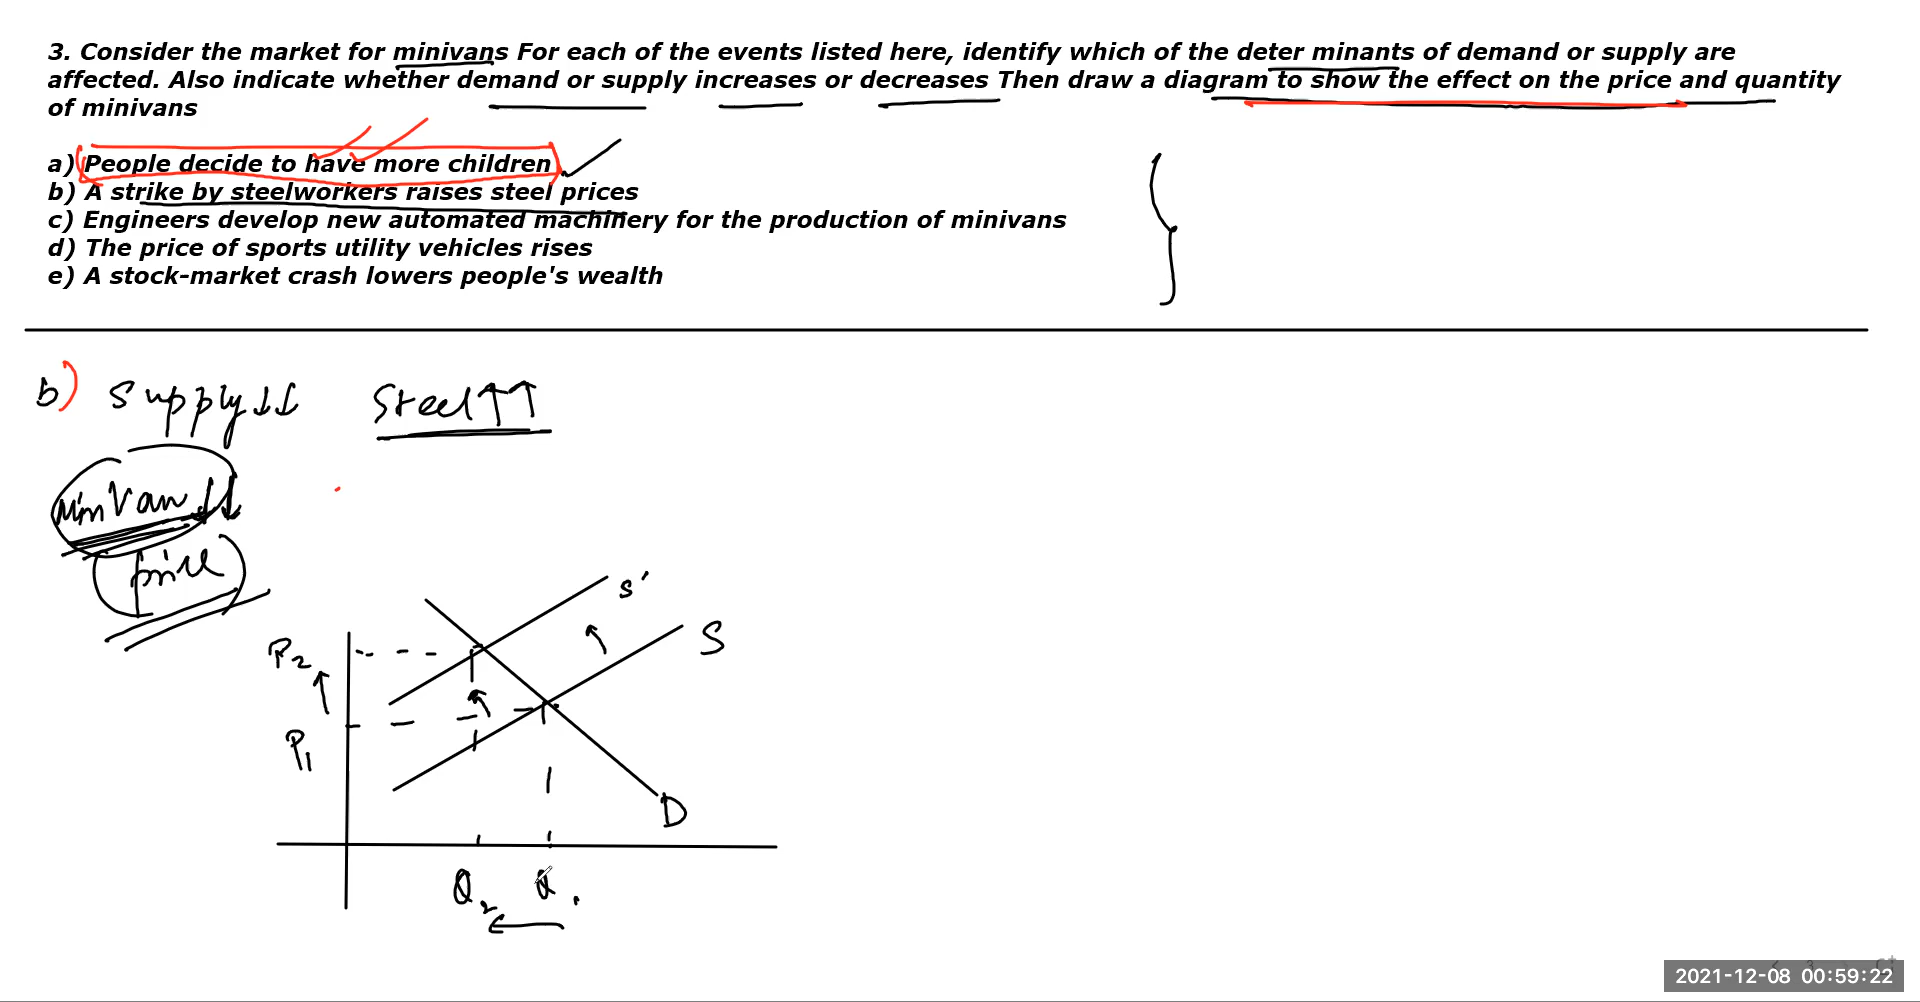 3. Consider the market for minivans For each of the events listed here, identify which of the deter minants of demand or supply are
affected. Also indicate whether demand or supply increases or decreases Then draw a diagram to show the effect on the price and quantity
of minivans
a) People decide to have more children
b) A strike by steelworkers raises steel prices
c) Engineers develop new automated machinery for the production of minivans
d) The price of sports utility vehicles rises
e) A stock-market crash lowers people's wealth
b) Supply ↓↓ Steel ↑↑
Mini Van ↓↓
price
S'
S
P2
P1
D
Q2 Q1
2021-12-08 00:59:22